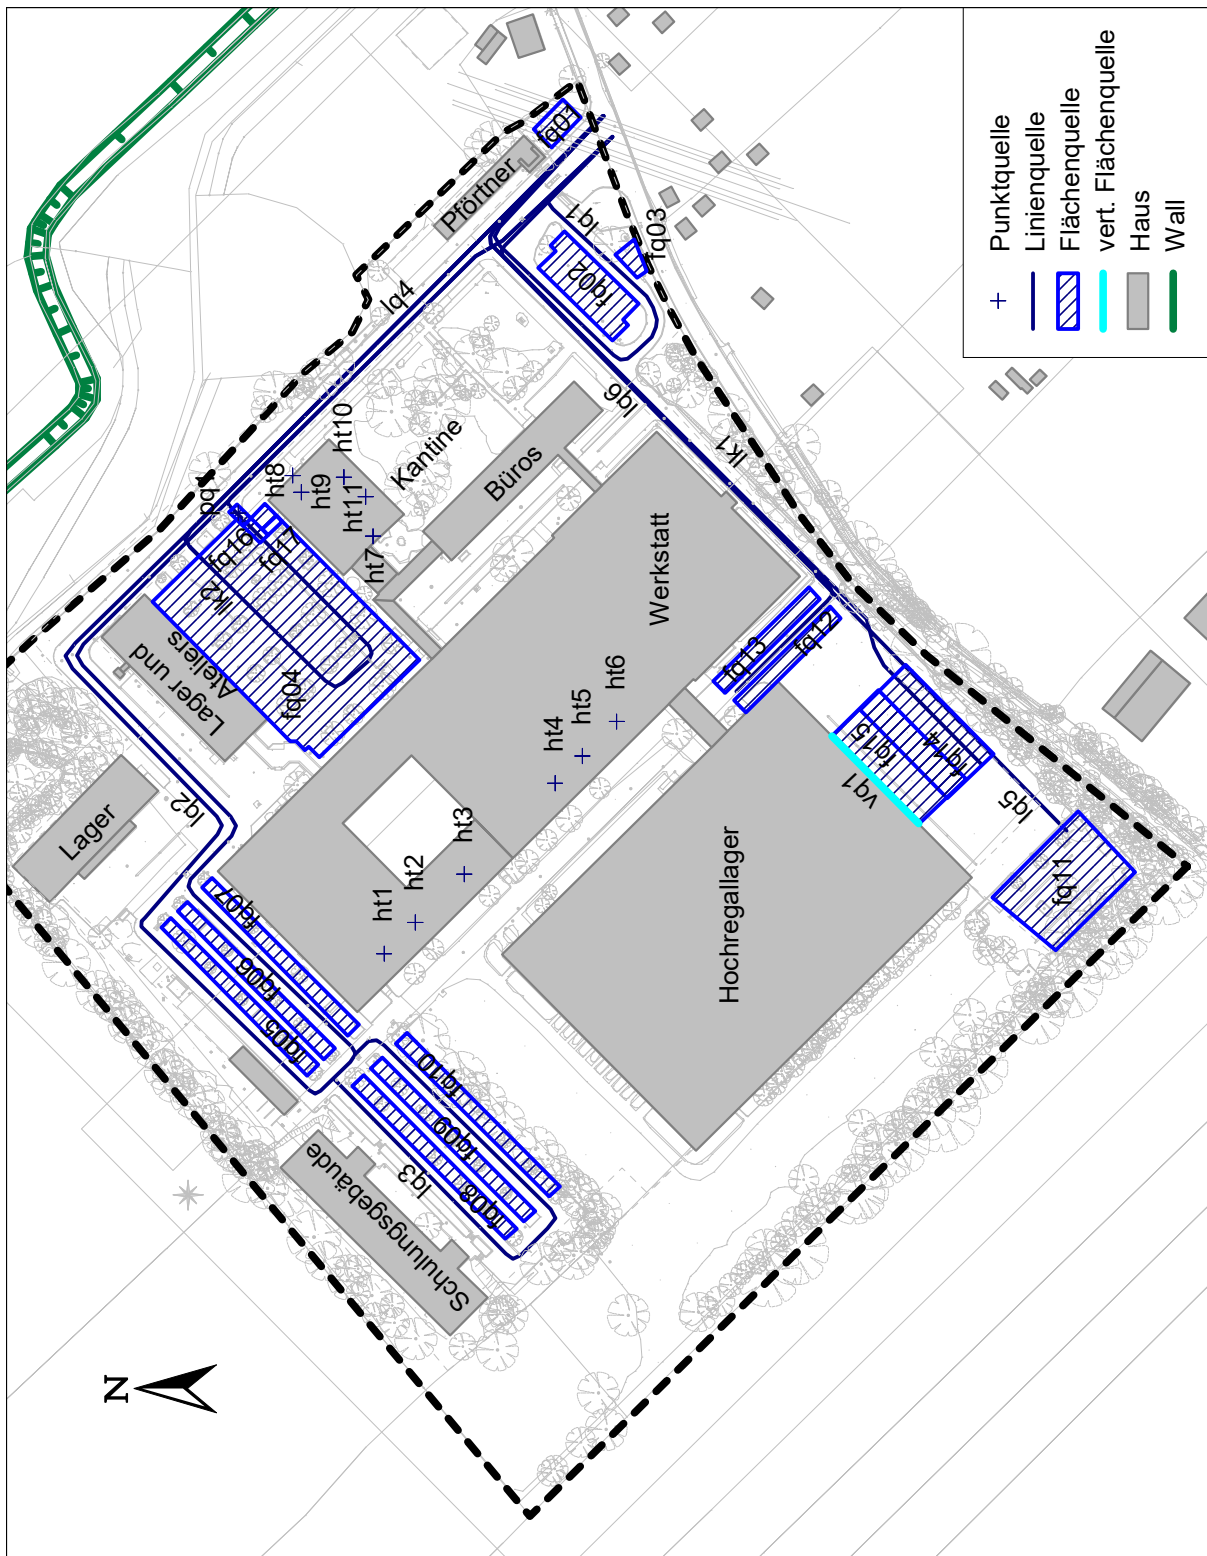 N
Schulungsgebäude
Lager
Lager und
Ateliers
Pförtner
Kantine
Büros
Werkstatt
Hochregallager
lq1
lq2
lq3
lq4
lq5
lq6
lk1
lk2
pq1
vq1
fq01
fq02
fq03
fq04
fq05
fq06
fq07
fq08
fq09
fq10
fq11
fq12
fq13
fq14
fq15
fq16
fq17
ht1
ht2
ht3
ht4
ht5
ht6
ht7
ht8
ht9
ht10
ht11
Punktquelle
Linienquelle
Flächenquelle
vert. Flächenquelle
Haus
Wall